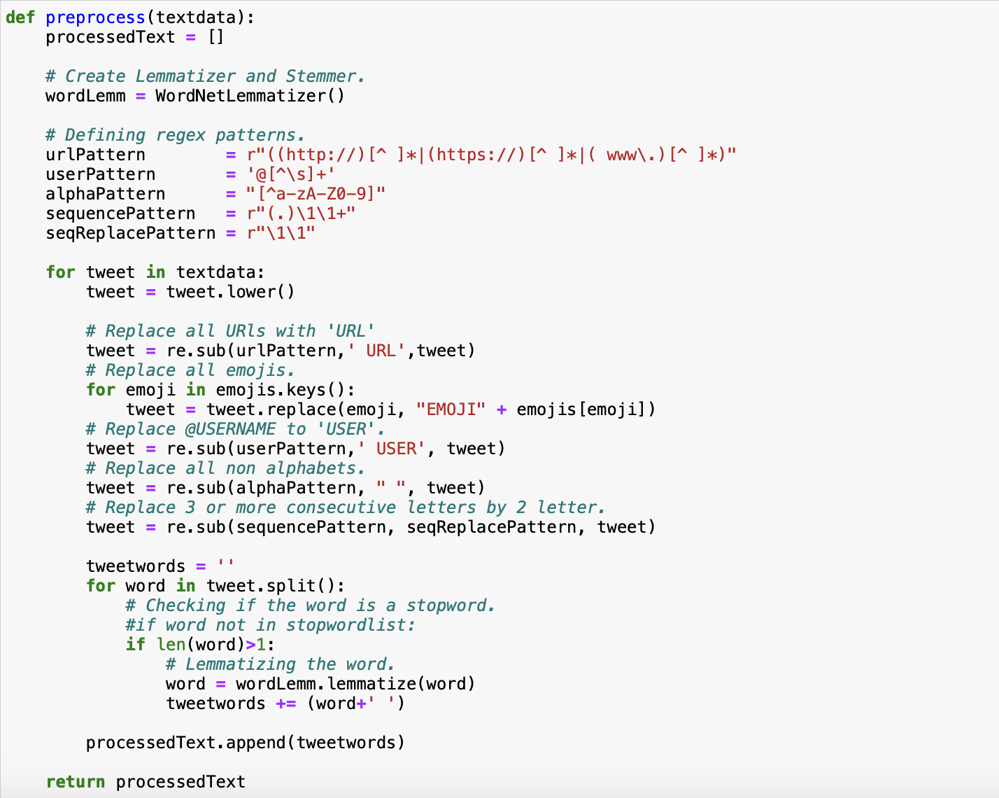 def preprocess(textdata):
    processedText = []

    # Create Lemmatizer and Stemmer.
    wordLemm = WordNetLemmatizer()

    # Defining regex patterns.
    urlPattern        = r"((http://)[^ ]*|(https://)[^ ]*|( www\.)[^ ]*)"
    userPattern       = '@[^\s]+'
    alphaPattern      = "[^a-zA-Z0-9]"
    sequencePattern   = r"(.)\1\1+"
    seqReplacePattern = r"\1\1"

    for tweet in textdata:
        tweet = tweet.lower()

        # Replace all URls with 'URL'
        tweet = re.sub(urlPattern,' URL',tweet)
        # Replace all emojis.
        for emoji in emojis.keys():
            tweet = tweet.replace(emoji, "EMOJI" + emojis[emoji])
        # Replace @USERNAME to 'USER'.
        tweet = re.sub(userPattern,' USER', tweet)
        # Replace all non alphabets.
        tweet = re.sub(alphaPattern, " ", tweet)
        # Replace 3 or more consecutive letters by 2 letter.
        tweet = re.sub(sequencePattern, seqReplacePattern, tweet)

        tweetwords = ''
        for word in tweet.split():
            # Checking if the word is a stopword.
            #if word not in stopwordlist:
            if len(word)>1:
                # Lemmatizing the word.
                word = wordLemm.lemmatize(word)
                tweetwords += (word+' ')

        processedText.append(tweetwords)

    return processedText